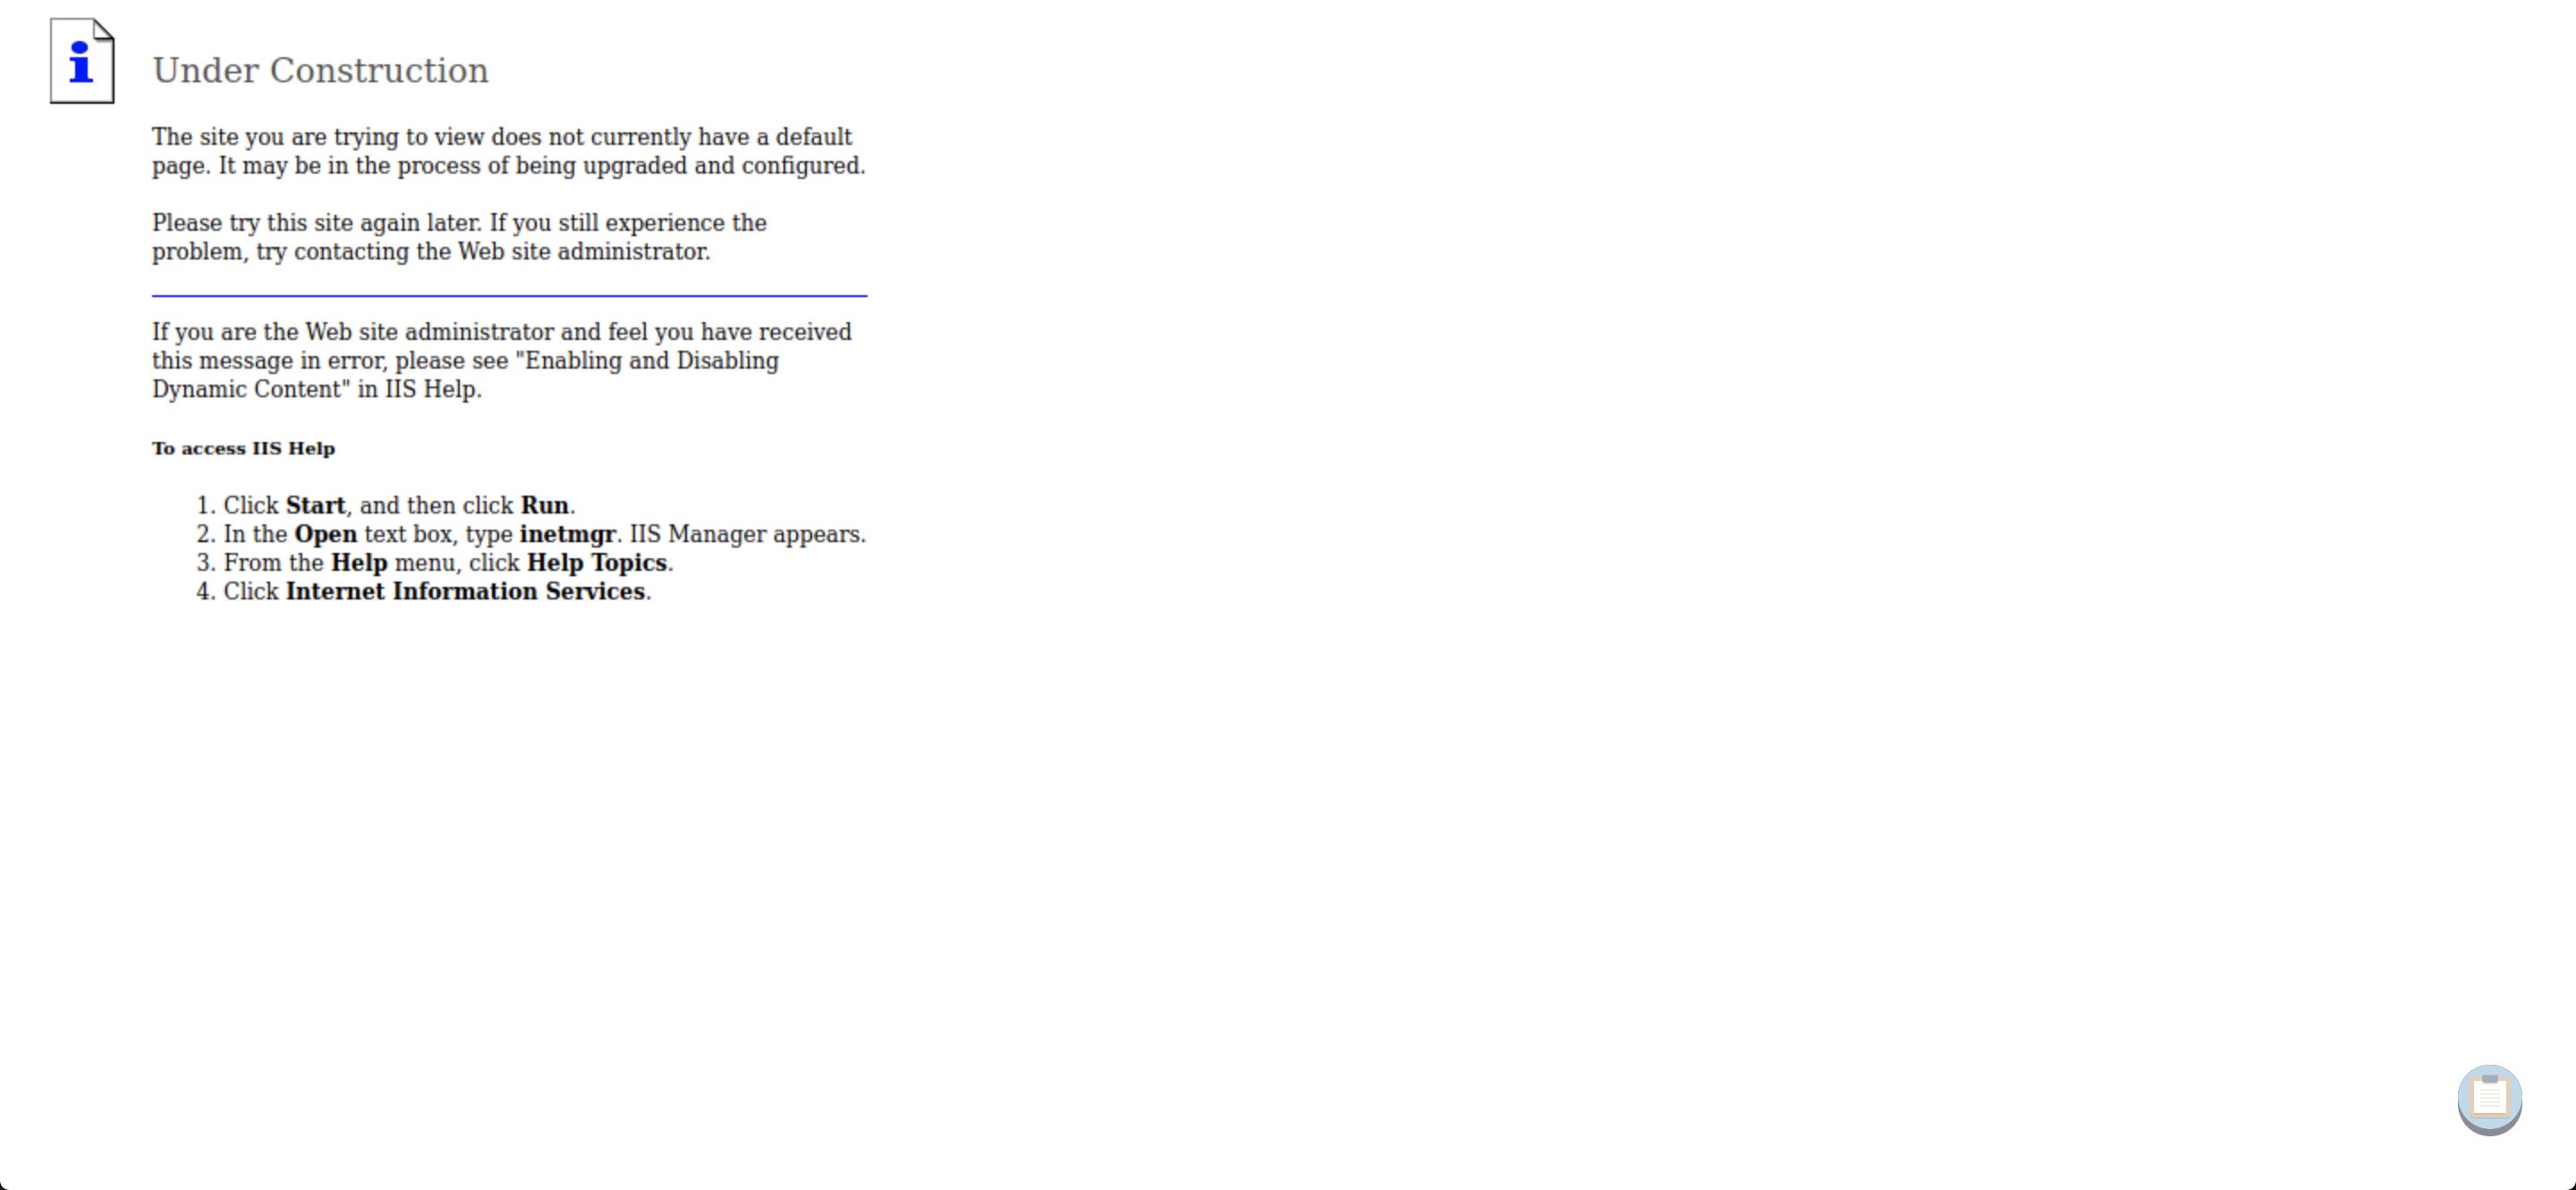 i
Under Construction
The site you are trying to view does not currently have a default
page. It may be in the process of being upgraded and configured.
Please try this site again later. If you still experience the
problem, try contacting the Web site administrator.
If you are the Web site administrator and feel you have received
this message in error, please see "Enabling and Disabling
Dynamic Content" in IIS Help.
To access IIS Help
1. Click Start, and then click Run.
2. In the Open text box, type inetmgr. IIS Manager appears.
3. From the Help menu, click Help Topics.
4. Click Internet Information Services.